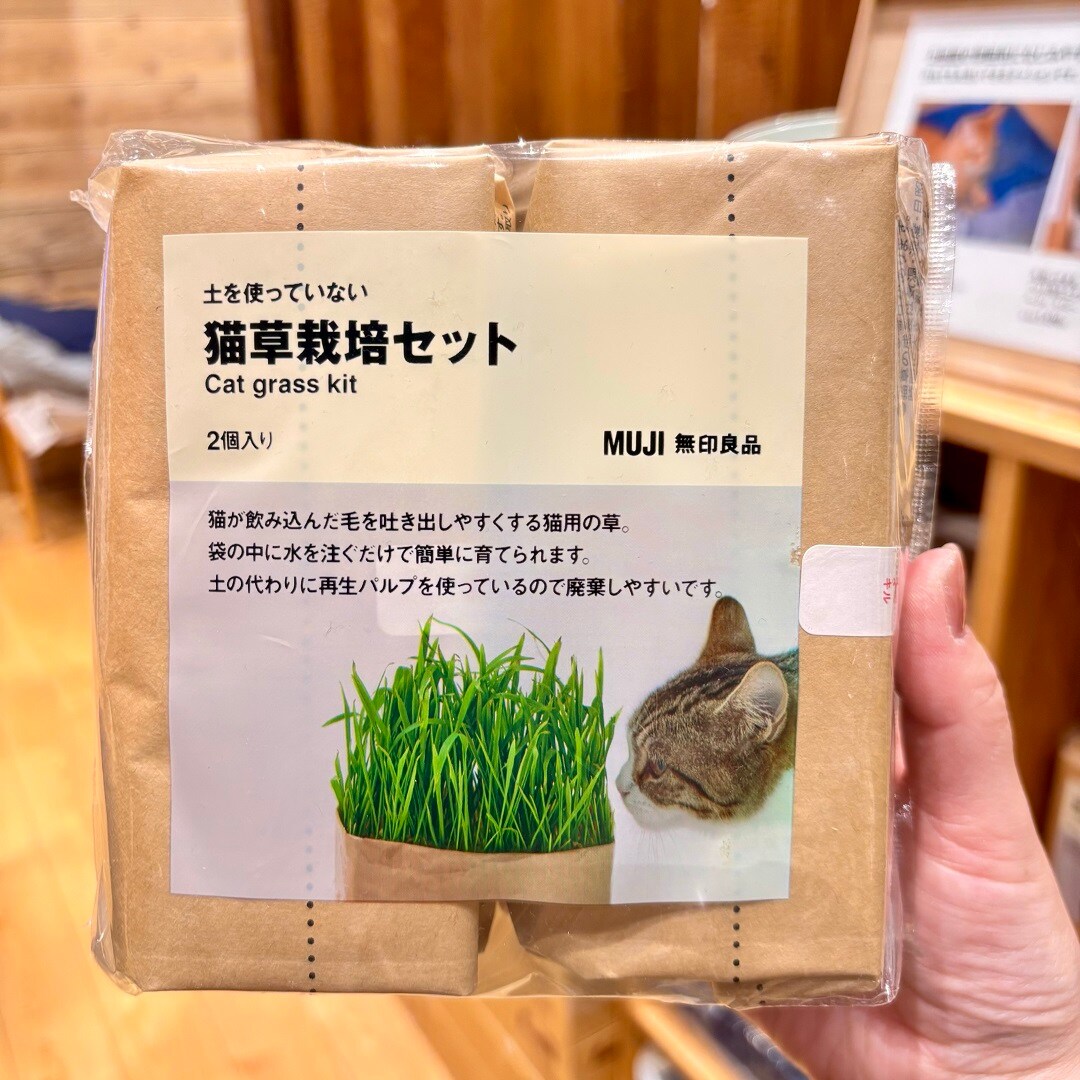 土を使っていない
猫草栽培セット
Cat grass kit
2個入り
MUJI 無印良品
猫が飲み込んだ毛を吐き出しやすくする猫用の草。
袋の中に水を注ぐだけで簡単に育てられます。
土の代わりに再生パルプを使っているので廃棄しやすいです。